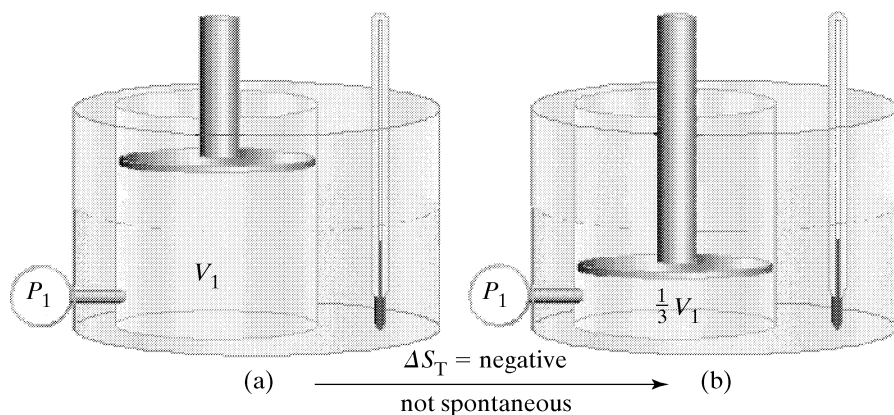 P₁
V₁
P₁
1/3 V₁
(a)
ΔS_T = negative
not spontaneous
(b)